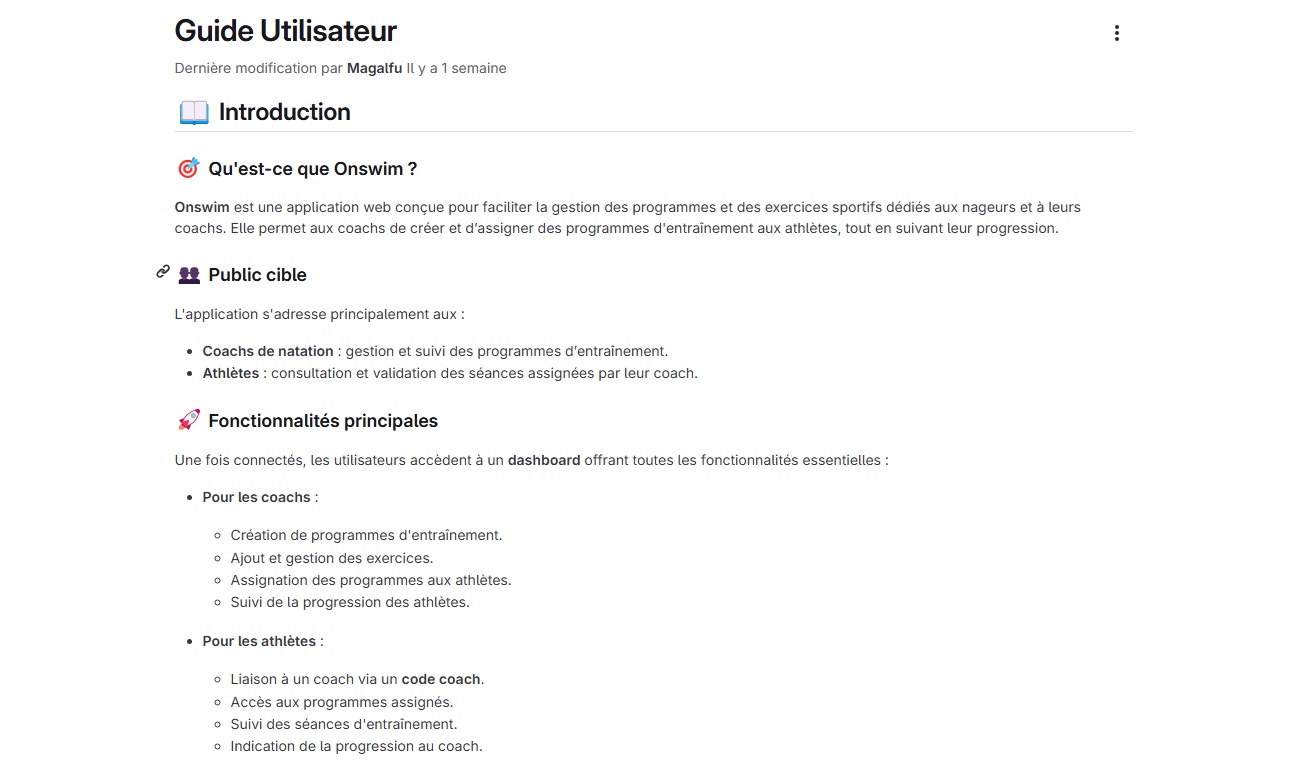 Guide Utilisateur
Dernière modification par Magalfu Il y a 1 semaine
Introduction
Qu'est-ce que Onswim ?
Onswim est une application web conçue pour faciliter la gestion des programmes et des exercices sportifs dédiés aux nageurs et à leurs
coachs. Elle permet aux coachs de créer et d’assigner des programmes d'entraînement aux athlètes, tout en suivant leur progression.
Public cible
L'application s'adresse principalement aux :
Coachs de natation : gestion et suivi des programmes d’entraînement.
Athlètes : consultation et validation des séances assignées par leur coach.
Fonctionnalités principales
Une fois connectés, les utilisateurs accèdent à un dashboard offrant toutes les fonctionnalités essentielles :
Pour les coachs :
Création de programmes d'entraînement.
Ajout et gestion des exercices.
Assignation des programmes aux athlètes.
Suivi de la progression des athlètes.
Pour les athlètes :
Liaison à un coach via un code coach.
Accès aux programmes assignés.
Suivi des séances d'entraînement.
Indication de la progression au coach.